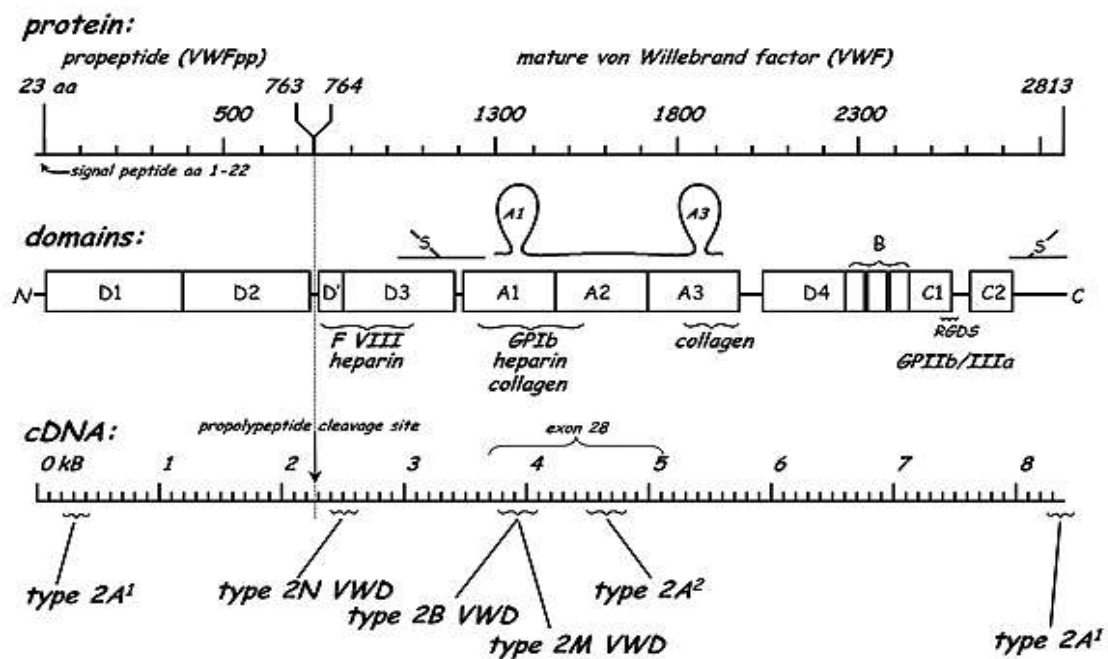 protein:
propeptide (VWFpp) mature von Willebrand factor (VWF)
23 aa 763 764 2813
500 1300 1800 2300
signal peptide aa 1-22
A1 A3
domains: S B S
N D1 D2 D' D3 A1 A2 A3 D4 C1 C2 C
RGDS
F VIII GPIb collagen
heparin heparin GPIIb/IIIa
collagen
cDNA: propolypeptide cleavage site exon 28
0 kB 1 2 3 4 5 6 7 8
type 2A¹ type 2N VWD type 2A²
type 2B VWD
type 2M VWD type 2A¹